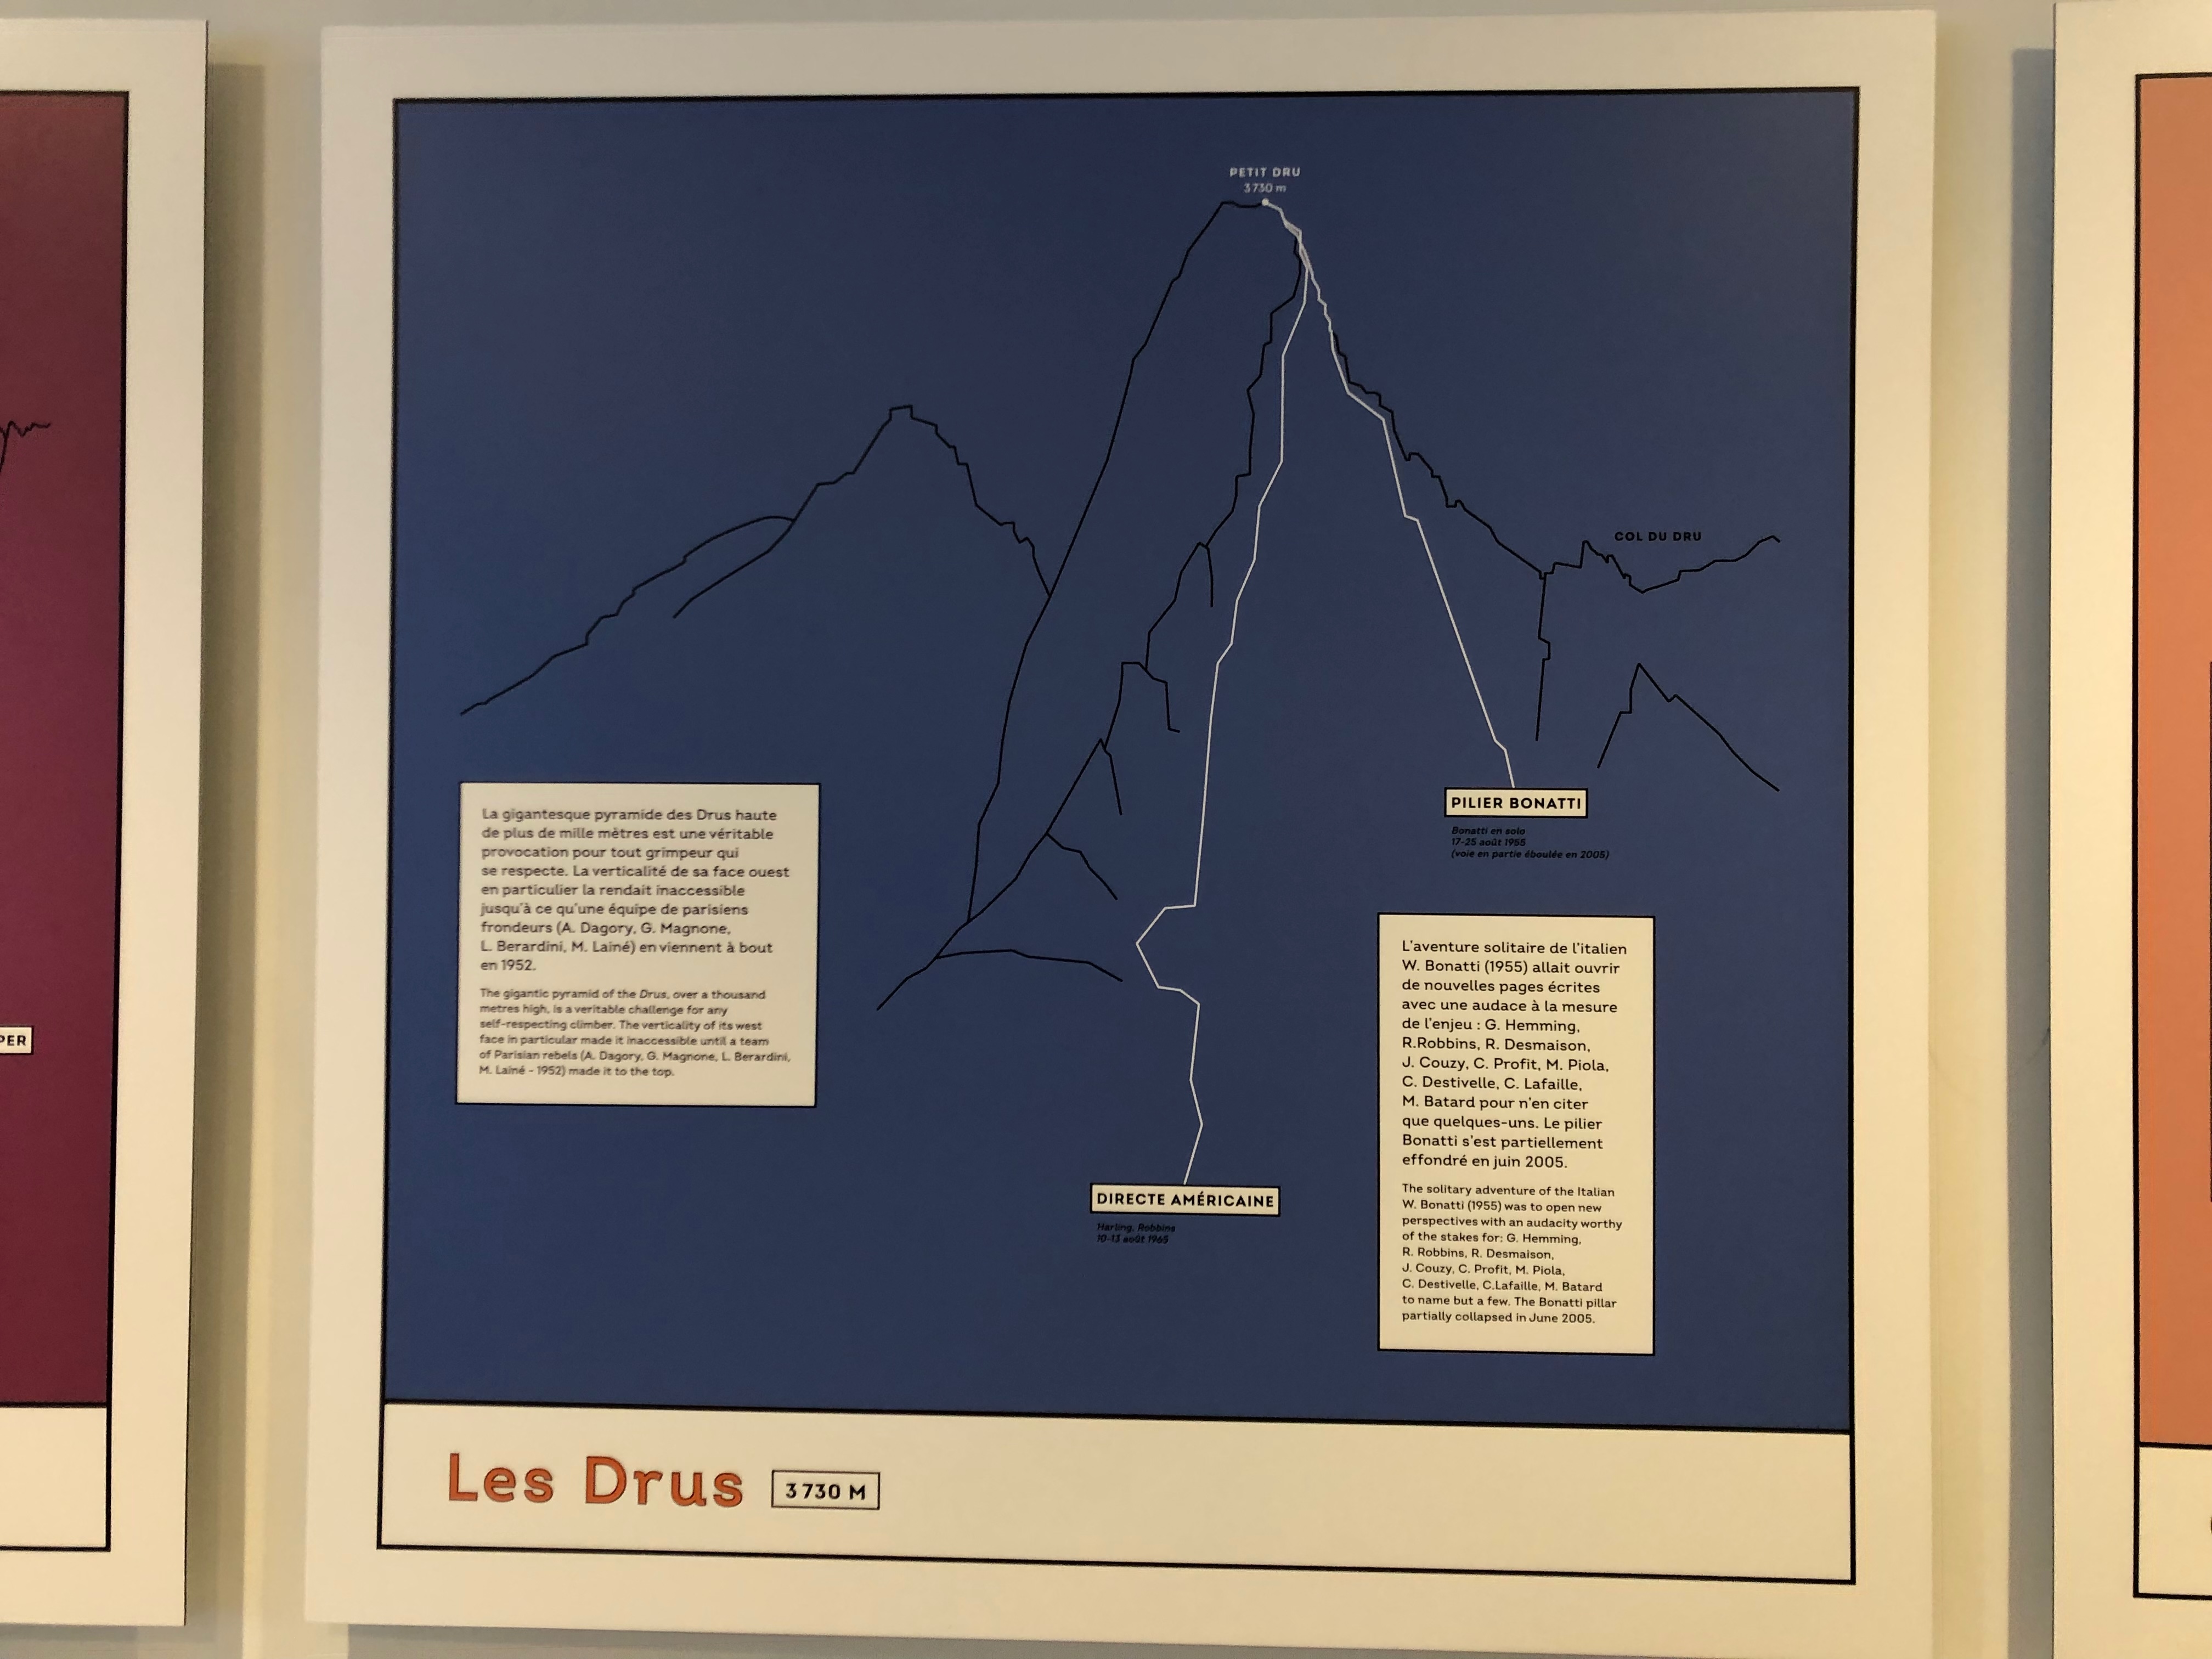 PETIT DRU
3730 m
COL DU DRU
PER
La gigantesque pyramide des Drus haute
de plus de mille mètres est une véritable
provocation pour tout grimpeur qui
se respecte. La verticalité de sa face ouest
en particulier la rendait inaccessible
jusqu'à ce qu'une équipe de parisiens
frondeurs (A. Dagory, G. Magnone,
L. Berardini, M. Lainé) en viennent à bout
en 1952.
The gigantic pyramid of the Drus, over a thousand
metres high, is a veritable challenge for any
self-respecting climber. The verticality of its west
face in particular made it inaccessible until a team
of Parisian rebels (A. Dagory, G. Magnone, L. Berardini,
M. Lainé - 1952) made it to the top.
PILIER BONATTI
Bonatti en solo
17-25 août 1955
(voie en partie éboulée en 2005)
L'aventure solitaire de l'italien
W. Bonatti (1955) allait ouvrir
de nouvelles pages écrites
avec une audace à la mesure
de l'enjeu : G. Hemming,
R.Robbins, R. Desmaison,
J. Couzy, C. Profit, M. Piola,
C. Destivelle, C. Lafaille,
M. Batard pour n'en citer
que quelques-uns. Le pilier
Bonatti s'est partiellement
effondré en juin 2005.
The solitary adventure of the Italian
W. Bonatti (1955) was to open new
perspectives with an audacity worthy
of the stakes for: G. Hemming,
R. Robbins, R. Desmaison,
J. Couzy, C. Profit, M. Piola,
C. Destivelle, C.Lafaille, M. Batard
to name but a few. The Bonatti pillar
partially collapsed in June 2005.
DIRECTE AMÉRICAINE
Harling, Robbins
10-13 août 1965
Les Drus
3730 M